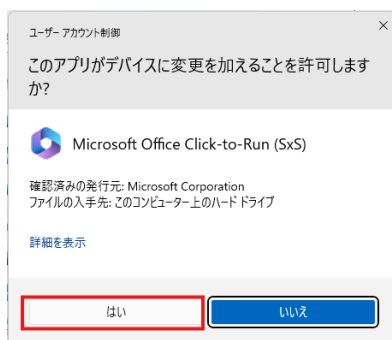 ユーザー アカウント制御
このアプリがデバイスに変更を加えることを許可します
か?
Microsoft Office Click-to-Run (SxS)
確認済みの発行元: Microsoft Corporation
ファイルの入手先: このコンピューター上のハード ドライブ
詳細を表示
はい
いいえ